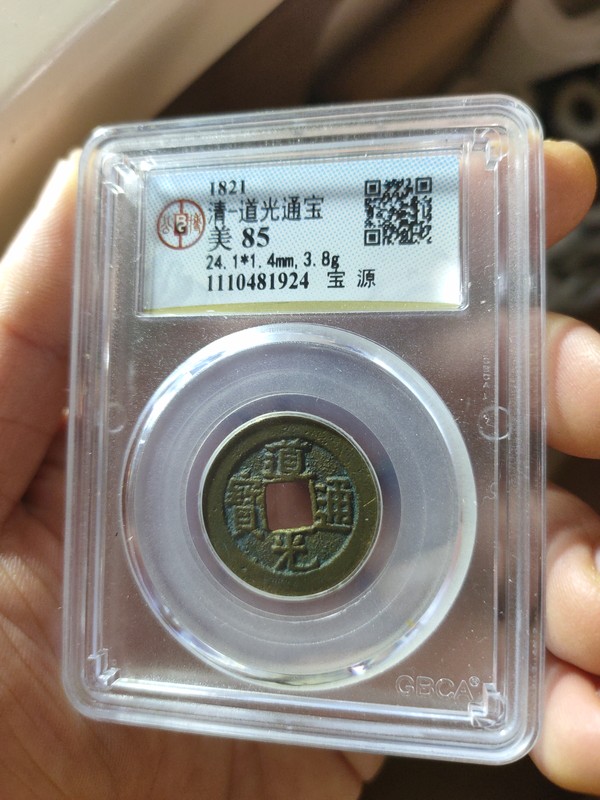 1821
清-道光通宝
美 85
24.1*1.4mm,3.8g
1110481924 宝 源
道
光
通
寶
GBCA